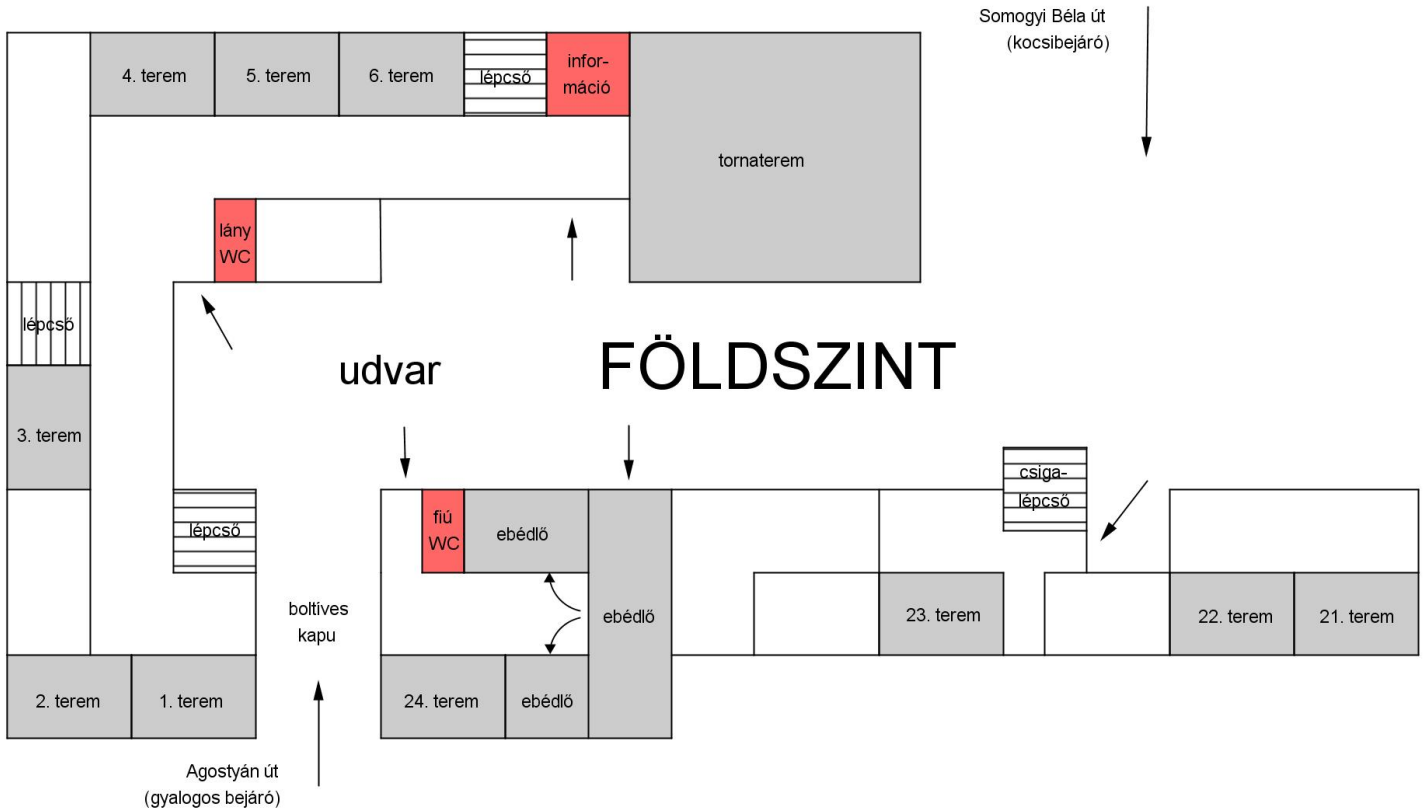 Somogyi Béla út
(kocsibejáró)
4. terem
5. terem
6. terem
lépcső
infor-
máció
tornaterem
lány
WC
lépcső
udvar
FÖLDSZINT
3. terem
lépcső
fiú
WC
ebédlő
csiga-
lépcső
boltíves
kapu
ebédlő
23. terem
22. terem
21. terem
2. terem
1. terem
24. terem
ebédlő
Agostyán út
(gyalogos bejáró)